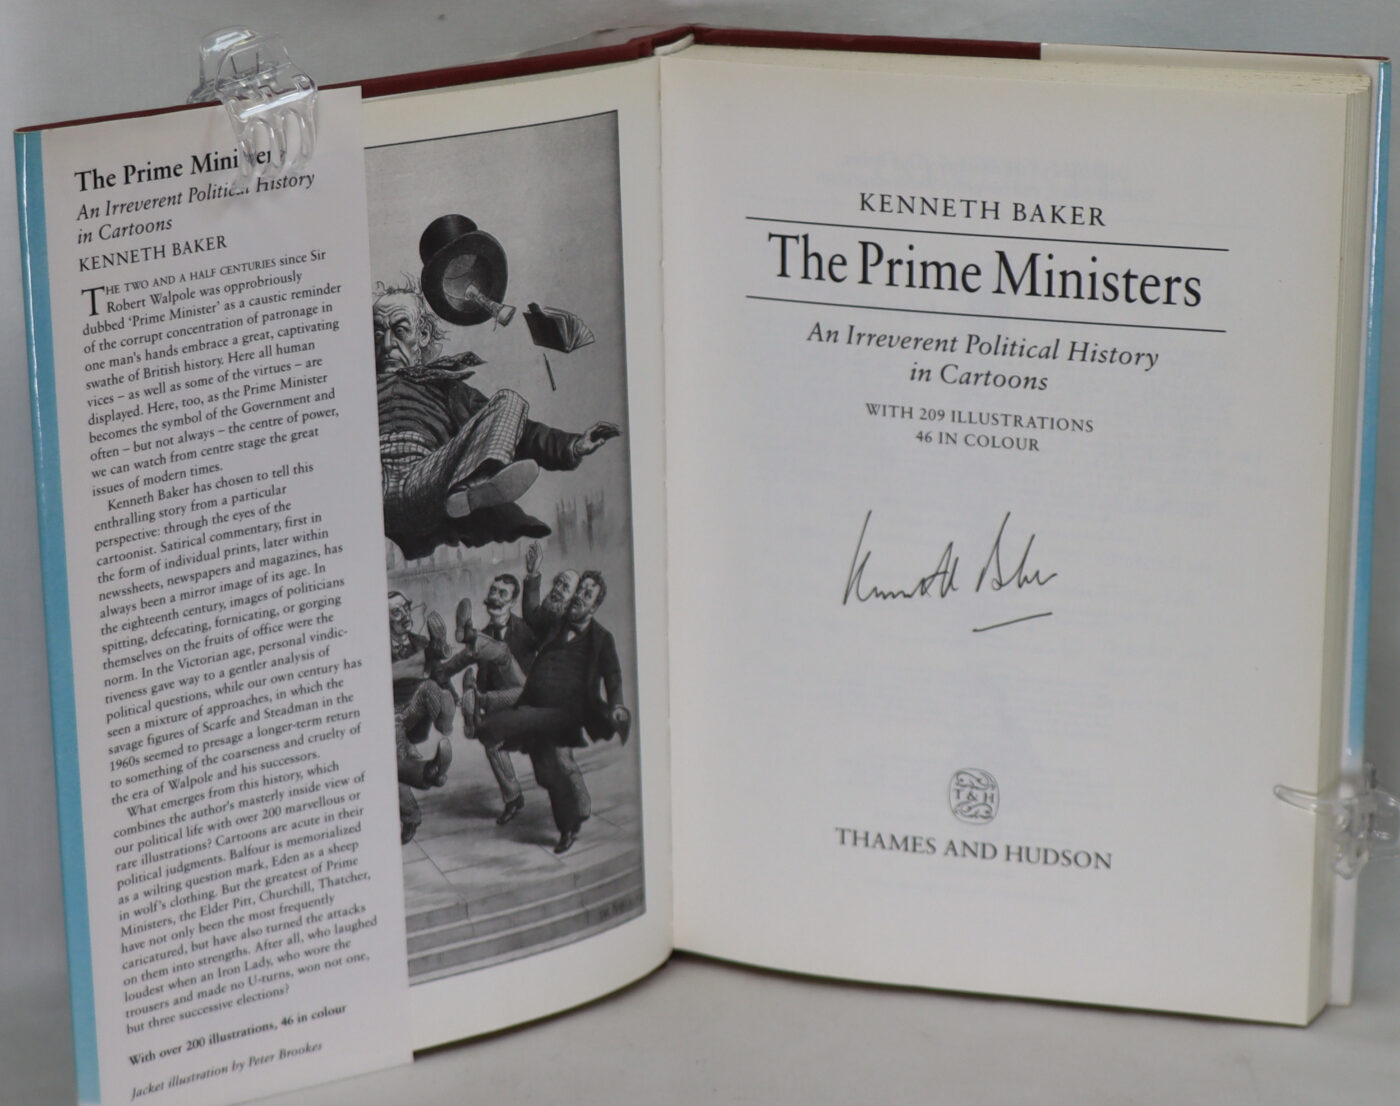 The Prime Mini
An Irreverent Political History
in Cartoons
KENNETH BAKER
THE TWO AND A HALF CENTURIES since Sir
Robert Walpole was opprobriously
dubbed ‘Prime Minister’ as a caustic reminder
of the corrupt concentration of patronage in
one man's hands embrace a great, captivating
swathe of British history. Here all human
vices – as well as some of the virtues – are
displayed. Here, too, as the Prime Minister
becomes the symbol of the Government and
often – but not always – the centre of power,
we can watch from centre stage the great
issues of modern times.
Kenneth Baker has chosen to tell this
enthralling story from a particular
perspective: through the eyes of the
cartoonist. Satirical commentary, first in
the form of individual prints, later within
newssheets, newspapers and magazines, has
always been a mirror image of its age. In
the eighteenth century, images of politicians
spitting, defecating, fornicating, or gorging
themselves on the fruits of office were the
norm. In the Victorian age, personal vindic-
tiveness gave way to a gentler analysis of
political questions, while our own century has
seen a mixture of approaches, in which the
savage figures of Scarfe and Steadman in the
1960s seemed to presage a longer-term return
to something of the coarseness and cruelty of
the era of Walpole and his successors.
What emerges from this history, which
combines the author's masterly inside view of
our political life with over 200 marvellous or
rare illustrations? Cartoons are acute in their
political judgments. Balfour is memorialized
as a wilting question mark, Eden as a sheep
in wolf's clothing. But the greatest of Prime
Ministers, the Elder Pitt, Churchill, Thatcher,
have not only been the most frequently
caricatured, but have also turned the attacks
on them into strengths. After all, who laughed
loudest when an Iron Lady, who wore the
trousers and made no U-turns, won not one,
but three successive elections?
With over 200 illustrations, 46 in colour
Jacket illustration by Peter Brookes
KENNETH BAKER
The Prime Ministers
An Irreverent Political History
in Cartoons
WITH 209 ILLUSTRATIONS
46 IN COLOUR
Kenneth Baker
T & H
THAMES AND HUDSON